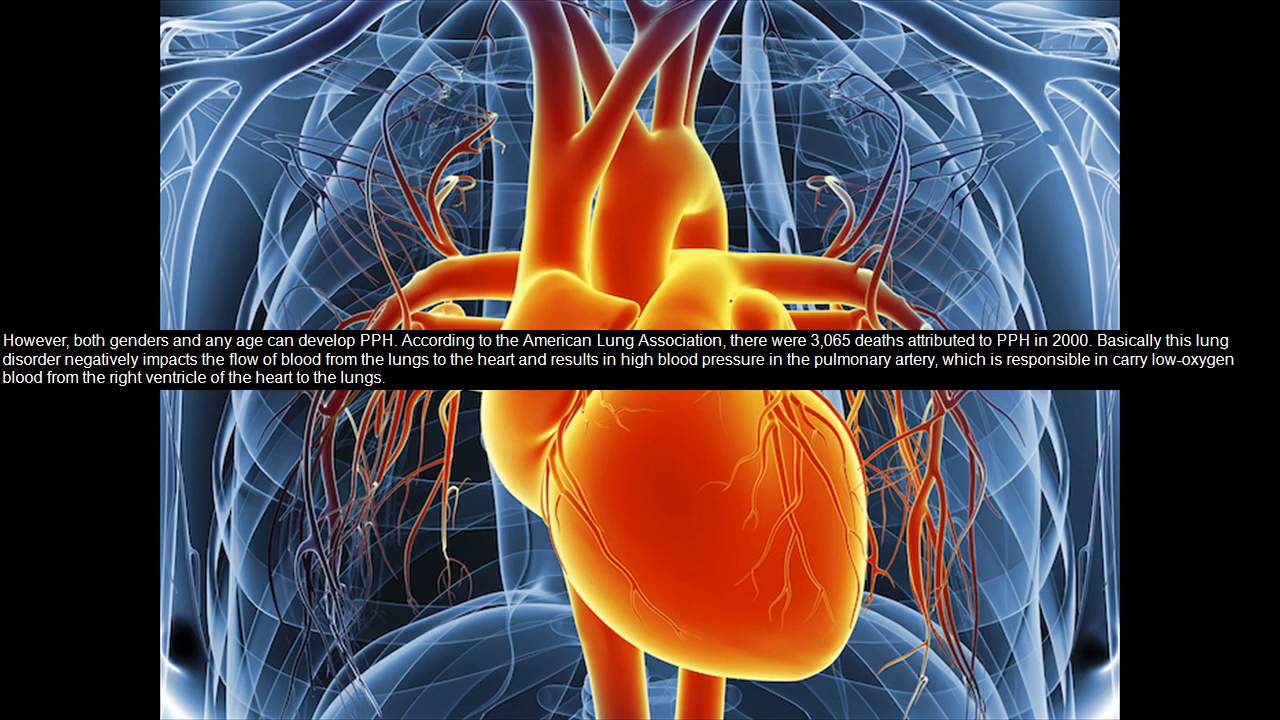 However, both genders and any age can develop PPH. According to the American Lung Association, there were 3,065 deaths attributed to PPH in 2000. Basically this lung
disorder negatively impacts the flow of blood from the lungs to the heart and results in high blood pressure in the pulmonary artery, which is responsible in carry low-oxygen
blood from the right ventricle of the heart to the lungs.